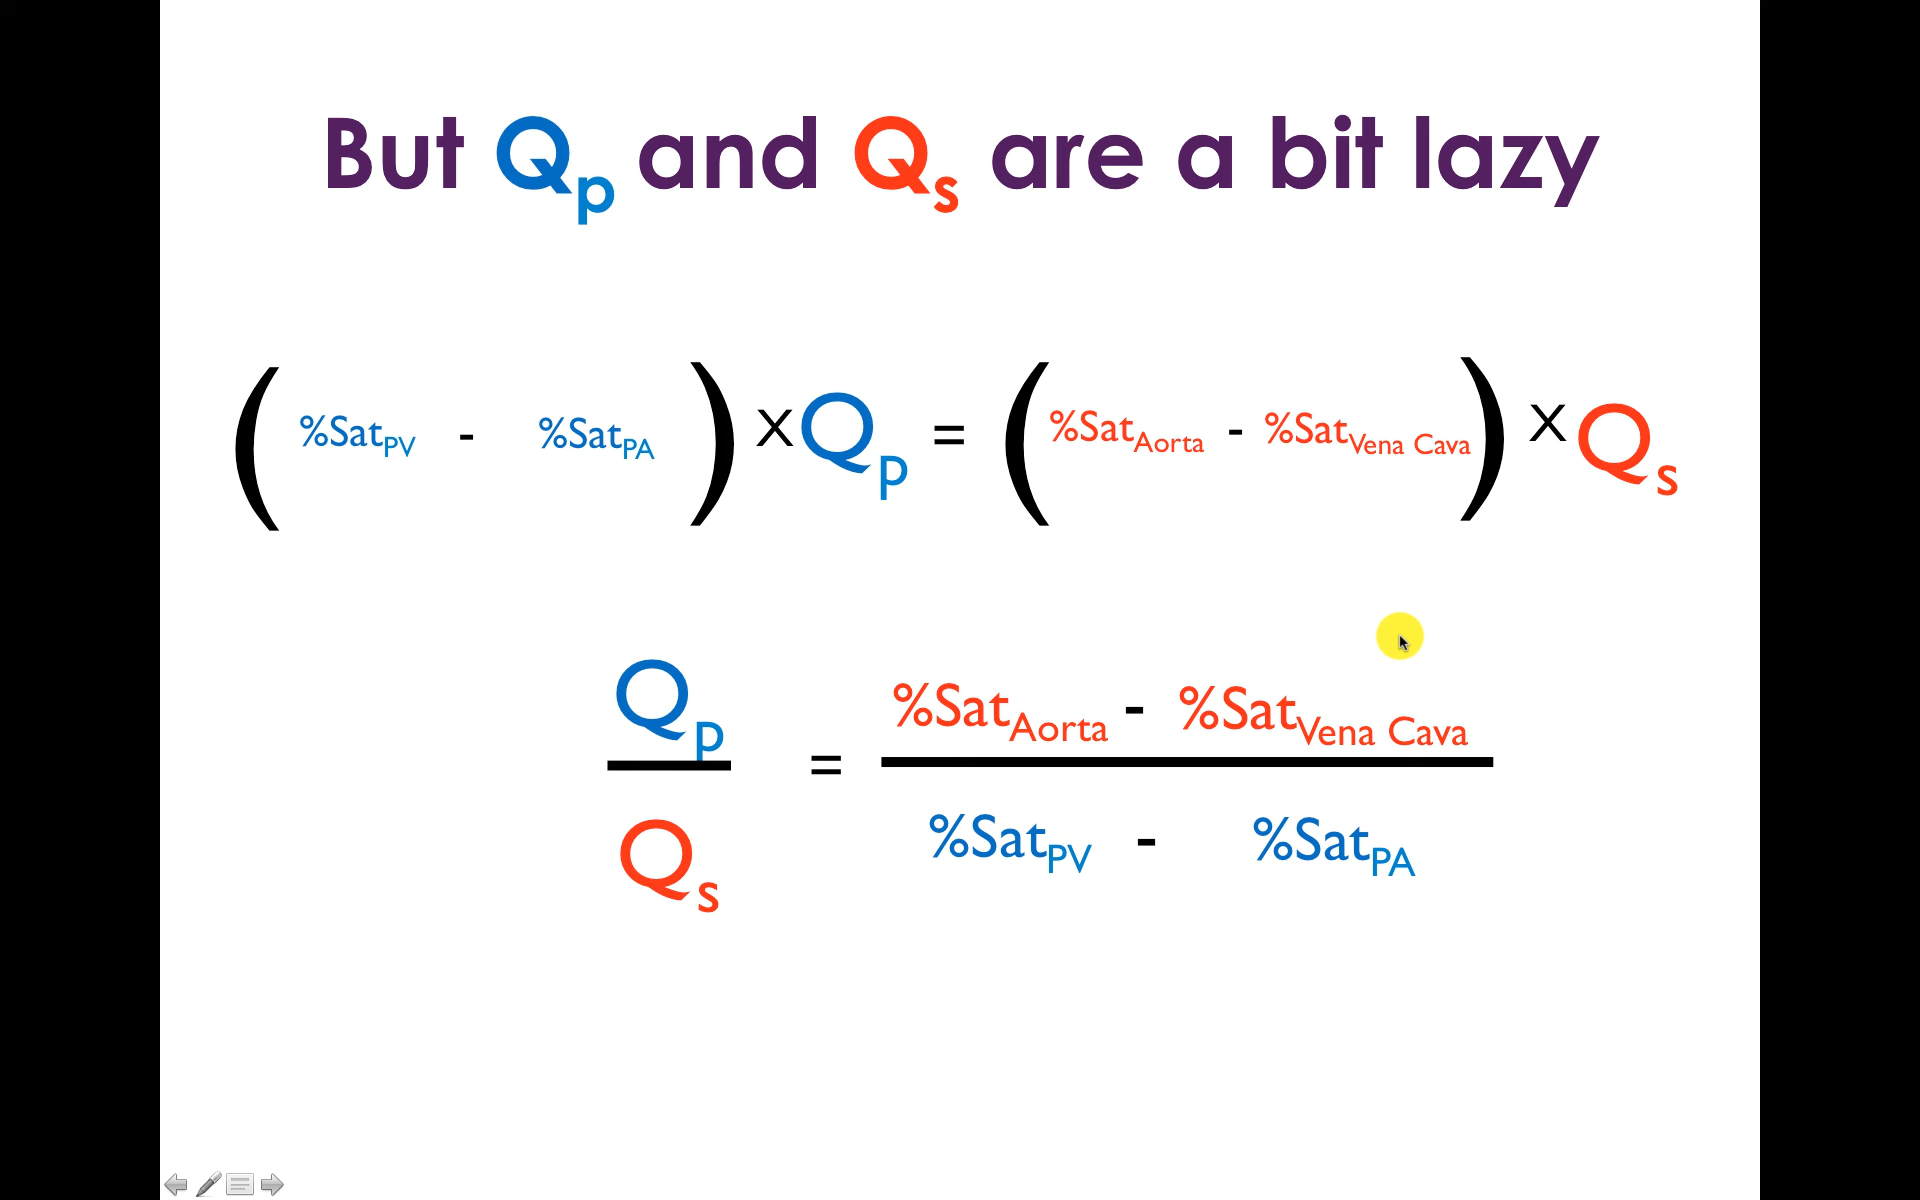 But Qp and Qs are a bit lazy
( %SatPV - %SatPA ) X Qp = ( %SatAorta - %SatVena Cava ) X Qs
Qp = %SatAorta - %SatVena Cava
Qs %SatPV - %SatPA